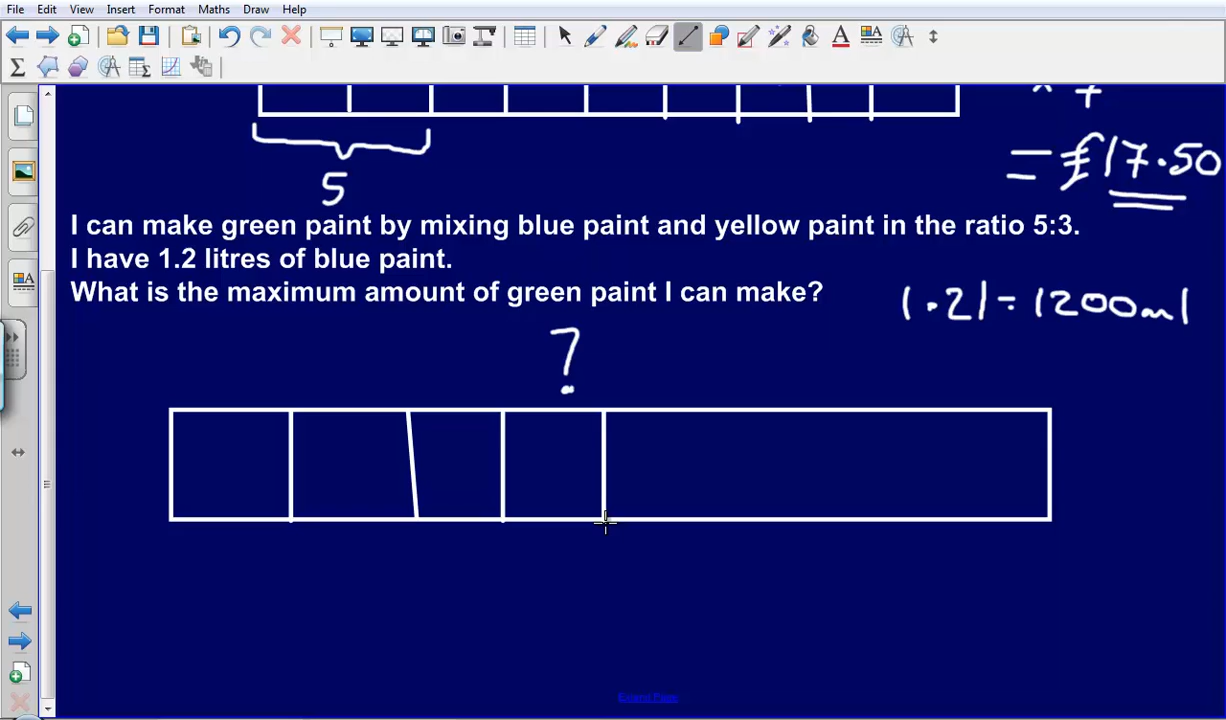 File Edit View Insert Format Maths Draw Help
= £17.50
5
I can make green paint by mixing blue paint and yellow paint in the ratio 5:3.
I have 1.2 litres of blue paint.
What is the maximum amount of green paint I can make?
1.2l = 1200ml
?
Extend Page